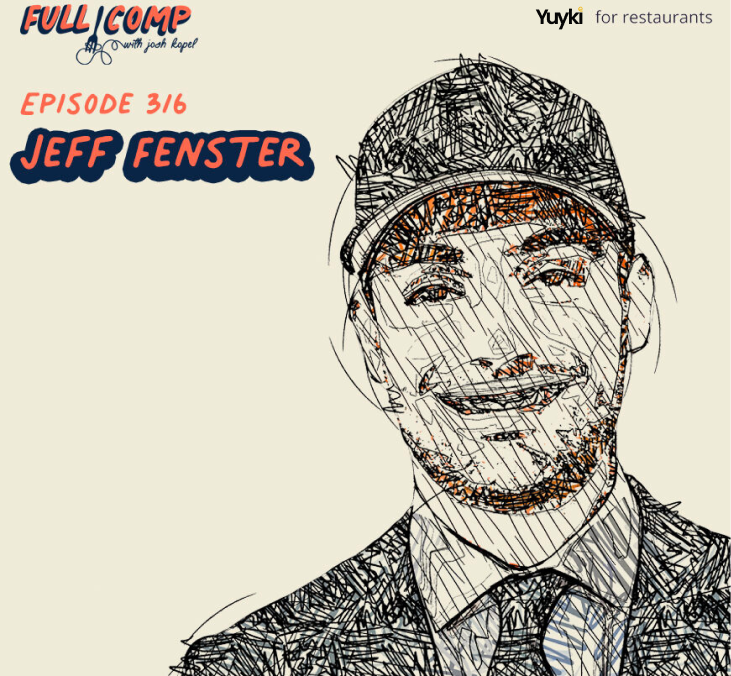 FULL COMP
with josh kopel
Yuyki for restaurants
EPISODE 316
JEFF FENSTER